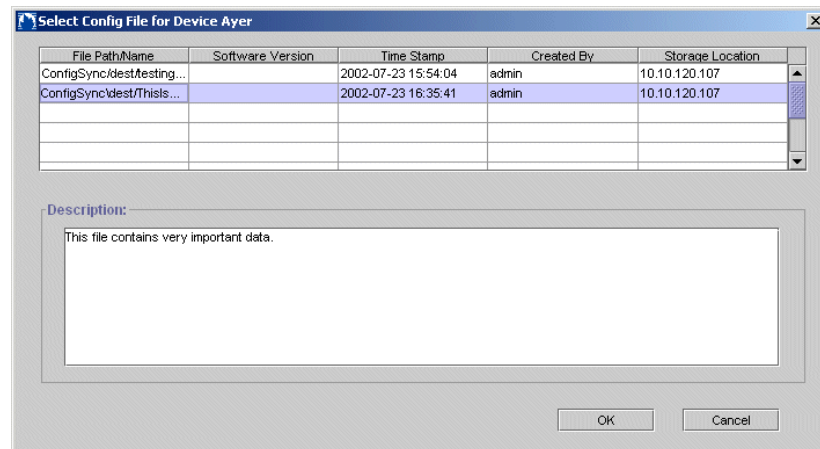 Select Config File for Device Ayer
File Path/Name Software Version Time Stamp Created By Storage Location
ConfigSync/dest/testing... 2002-07-23 15:54:04 admin 10.10.120.107
ConfigSync\dest/ThisIs... 2002-07-23 16:35:41 admin 10.10.120.107
Description:
This file contains very important data.
OK Cancel